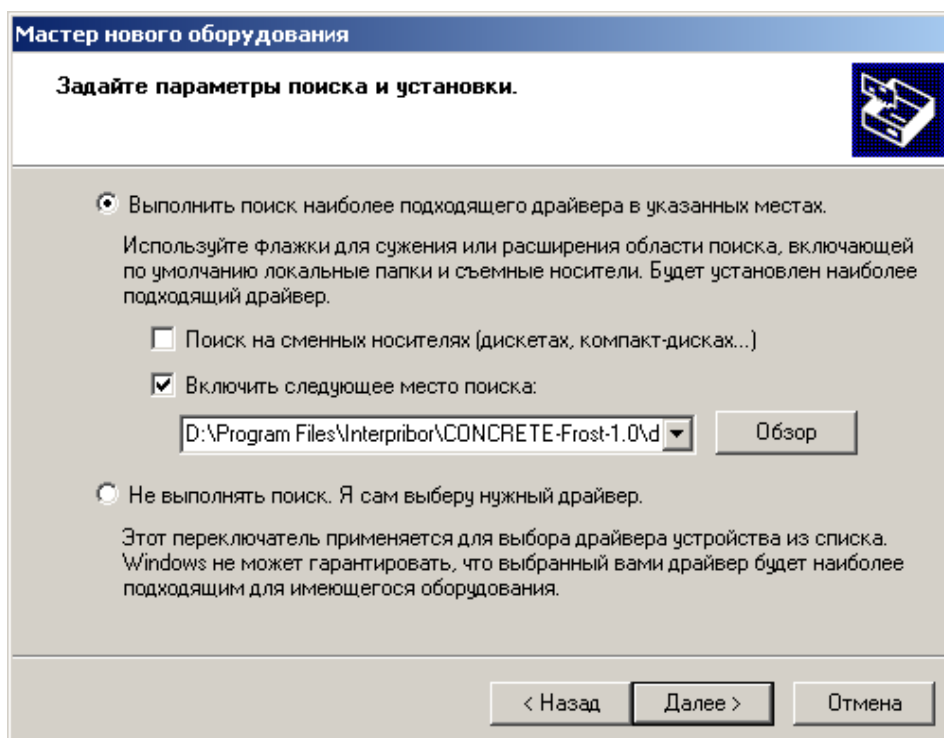 Мастер нового оборудования
Задайте параметры поиска и установки.
Выполнить поиск наиболее подходящего драйвера в указанных местах.
Используйте флажки для сужения или расширения области поиска, включающей
по умолчанию локальные папки и съемные носители. Будет установлен наиболее
подходящий драйвер.
Поиск на сменных носителях (дискетах, компакт-дисках...)
Включить следующее место поиска:
D:\Program Files\Interpribor\CONCRETE-Frost-1.0\d
Обзор
Не выполнять поиск. Я сам выберу нужный драйвер.
Этот переключатель применяется для выбора драйвера устройства из списка.
Windows не может гарантировать, что выбранный вами драйвер будет наиболее
подходящим для имеющегося оборудования.
< Назад Далее > Отмена